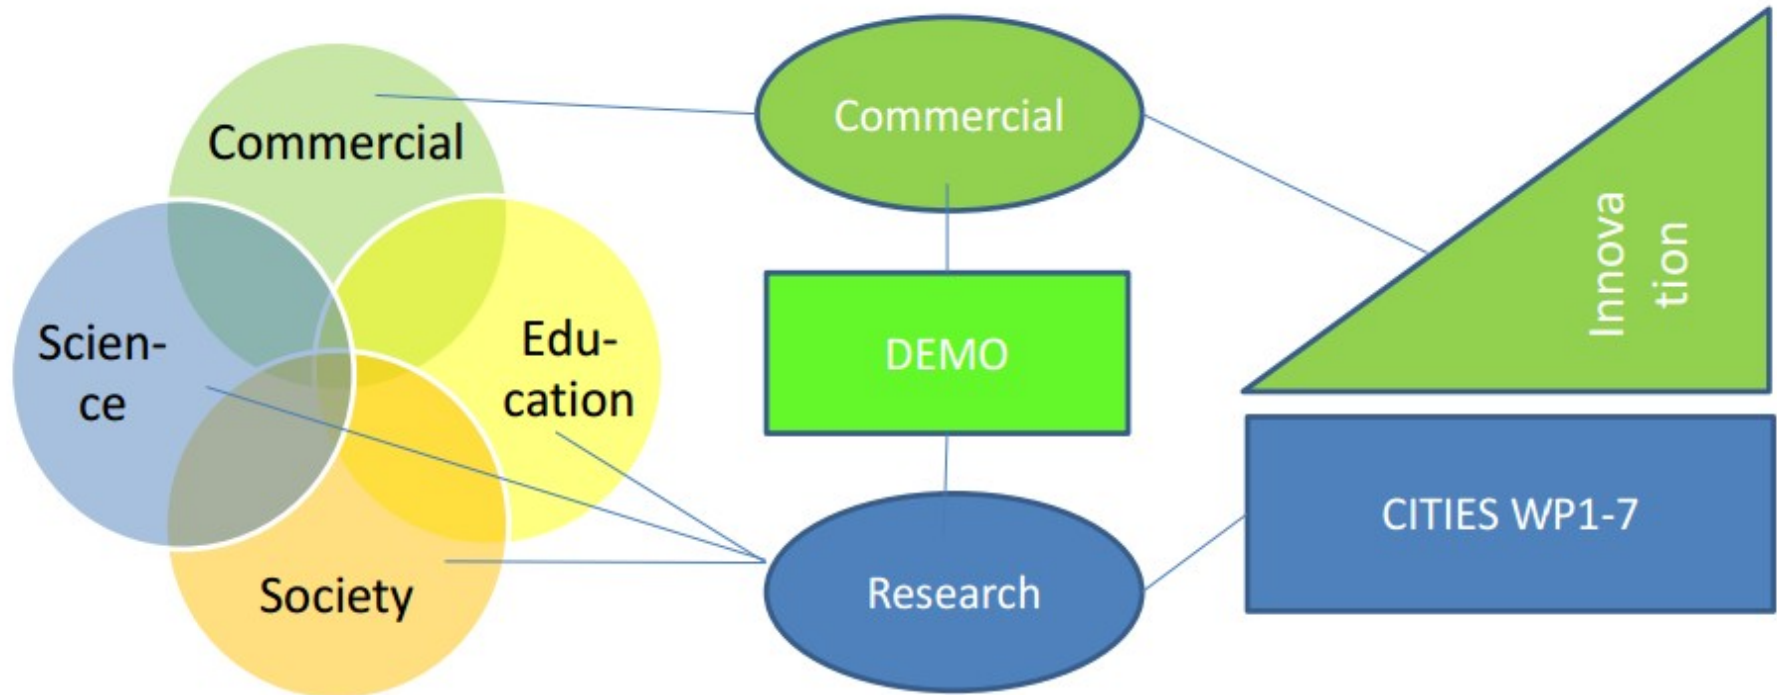 Commercial
Scien-
ce
Edu-
cation
Society
Commercial
DEMO
Research
Innova
tion
CITIES WP1-7